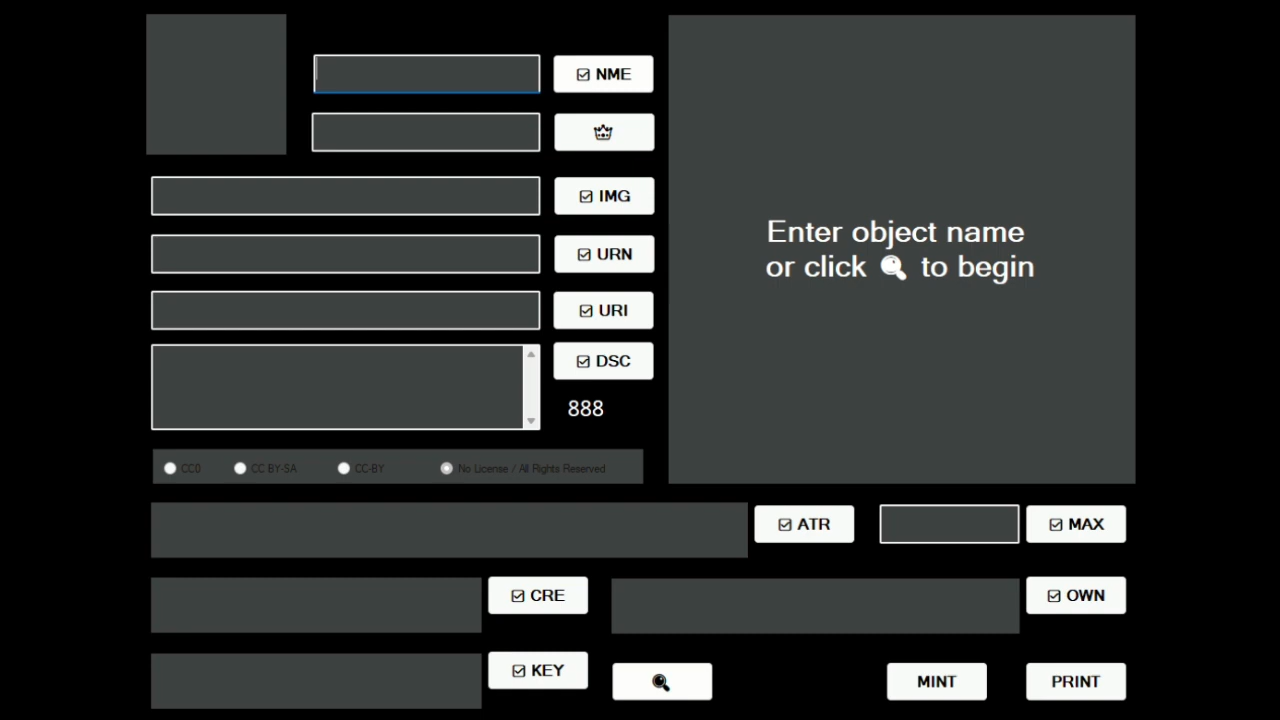 NME
IMG
URN
URI
DSC
888
Enter object name
or click to begin
CC0 CC BY-SA CC-BY No License / All Rights Reserved
ATR MAX
CRE OWN
KEY MINT PRINT